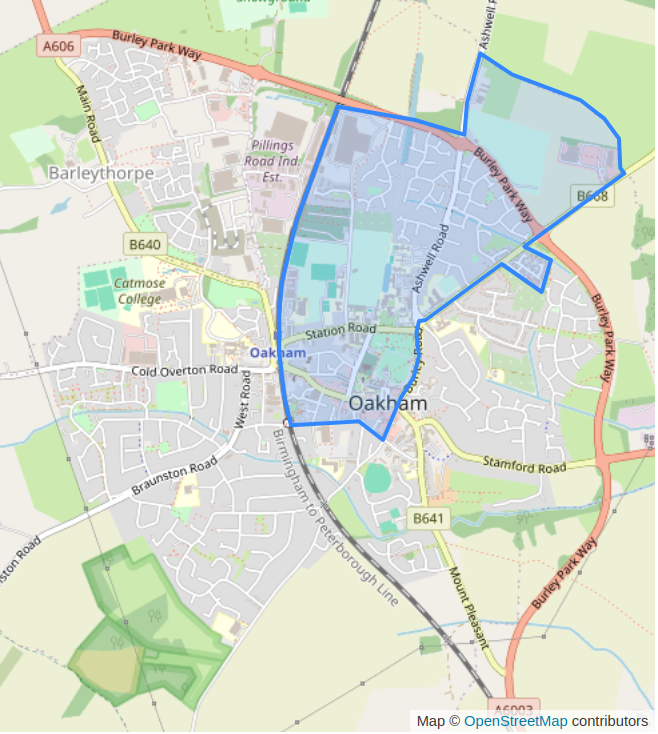 Showground
A606
Burley Park Way
Ashwell R
Main Road
Pillings
Road Ind.
Est.
Barleythorpe
Burley Park Way
B668
B640
Ashwell Road
Catmose
College
Station Road
Burley Park Way
Oakham
Cold Overton Road
Burley Road
West Road
Oakham
Braunston Road
Stamford Road
Birmingham to Peterborough Line
B641
nston Road
Burley Park Way
Mount Pleasant
A6003
Map © OpenStreetMap contributors